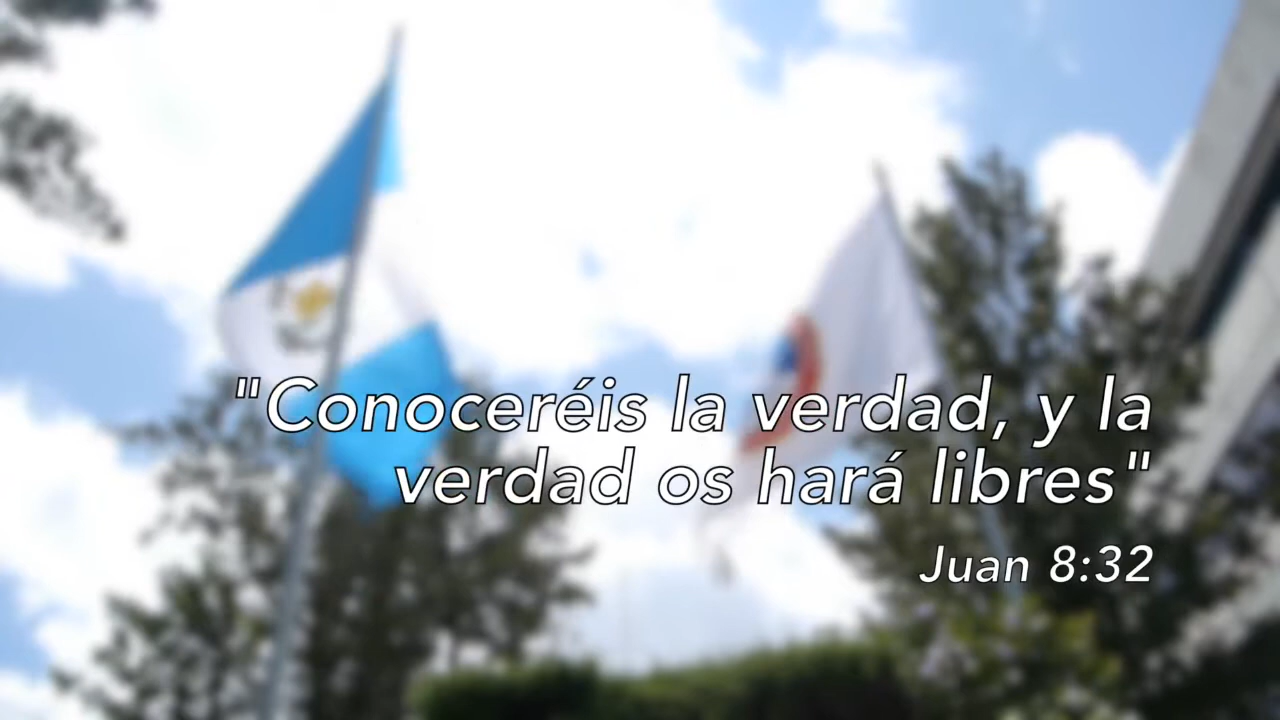 "Conoceréis la verdad, y la
verdad os hará libres"
Juan 8:32